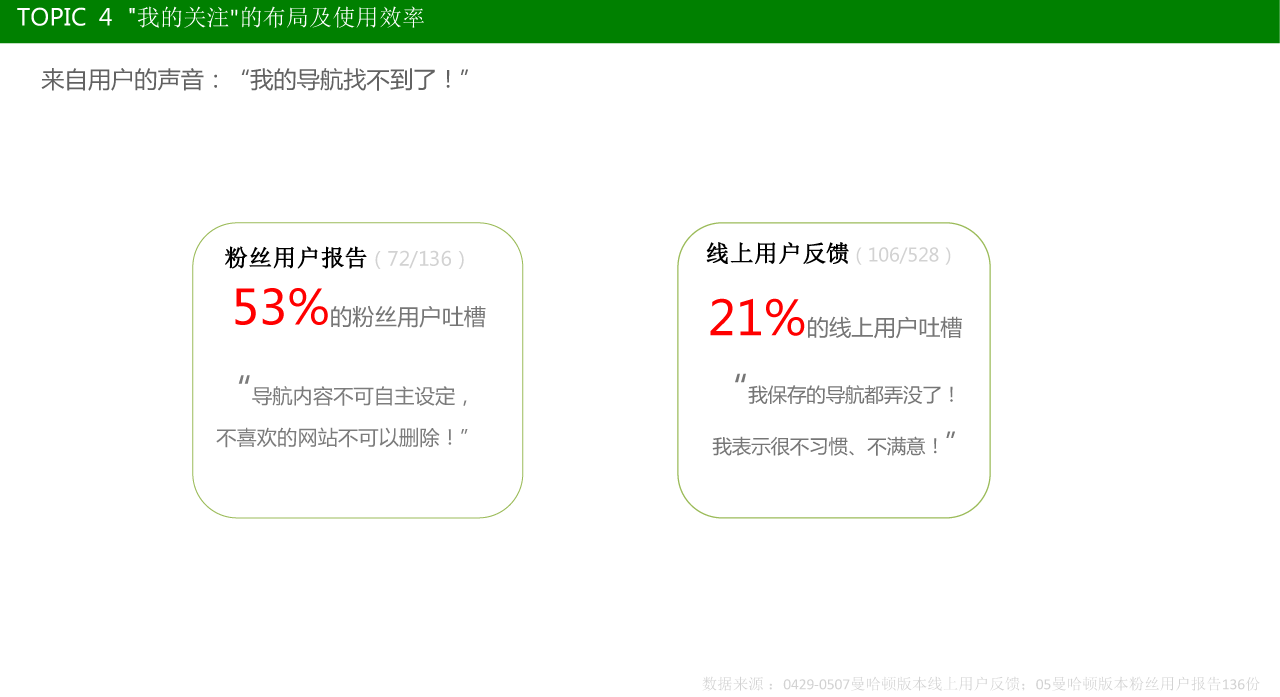 TOPIC 4 "我的关注"的布局及使用效率
来自用户的声音：“我的导航找不到了！”
粉丝用户报告（72/136）
53%的粉丝用户吐槽
“导航内容不可自主设定，
不喜欢的网站不可以删除！”
线上用户反馈（106/528）
21%的线上用户吐槽
“我保存的导航都弄没了！
我表示很不习惯、不满意！”
数据来源：0429-0507曼哈顿版本线上用户反馈；05曼哈顿版本粉丝用户报告136份